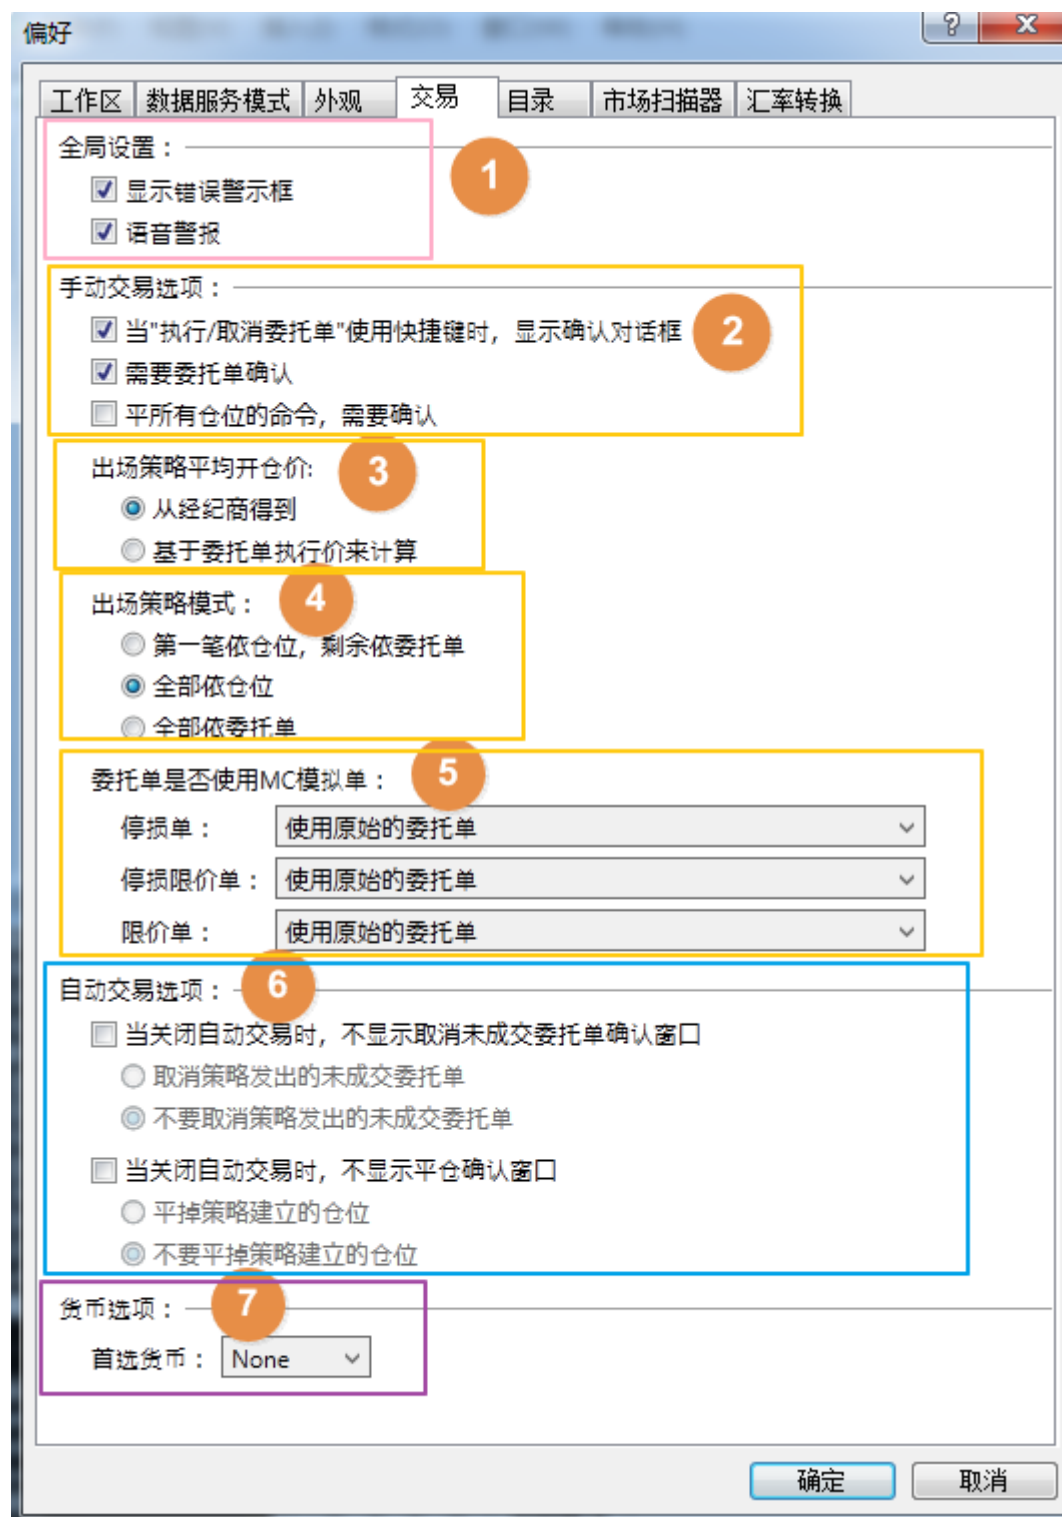 偏好
工作区 数据服务模式 外观 交易 目录 市场扫描器 汇率转换
全局设置：
1
显示错误警示框
语音警报
手动交易选项：
当"执行/取消委托单"使用快捷键时，显示确认对话框
2
需要委托单确认
平所有仓位的命令，需要确认
出场策略平均开仓价:
3
从经纪商得到
基于委托单执行价来计算
出场策略模式：
4
第一笔依仓位，剩余依委托单
全部依仓位
全部依委托单
委托单是否使用MC模拟单：
5
停损单： 使用原始的委托单
停损限价单： 使用原始的委托单
限价单： 使用原始的委托单
自动交易选项：
6
当关闭自动交易时，不显示取消未成交委托单确认窗口
取消策略发出的未成交委托单
不要取消策略发出的未成交委托单
当关闭自动交易时，不显示平仓确认窗口
平掉策略建立的仓位
不要平掉策略建立的仓位
货币选项：
7
首选货币： None
确定 取消